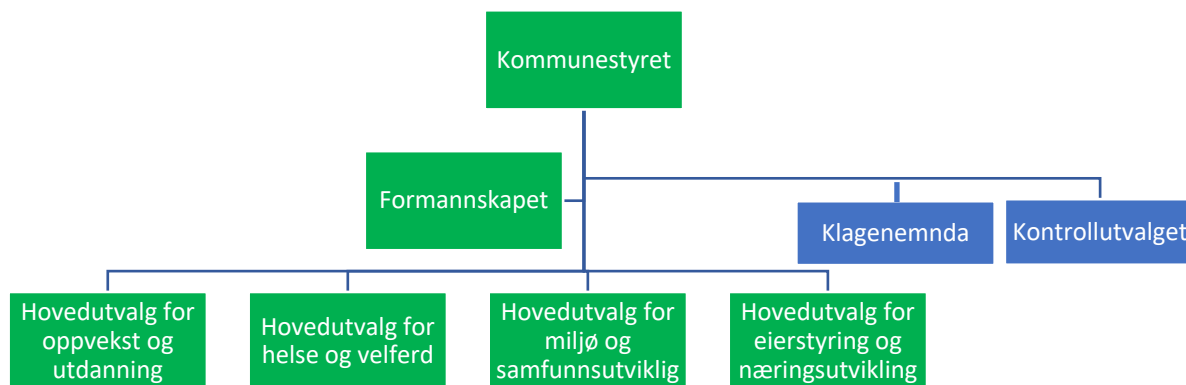 Kommunestyret
Formannskapet
Klagenemnda
Kontrollutvalget
Hovedutvalg for
oppvekst og
utdanning
Hovedutvalg for
helse og velferd
Hovedutvalg for
miljø og
samfunnsutviklig
Hovedutvalg for
eierstyring og
næringsutvikling